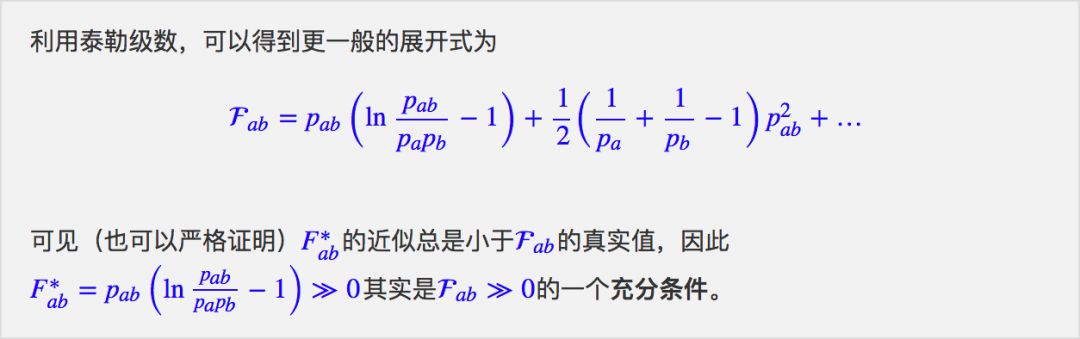 利用泰勒级数，可以得到更一般的展开式为
$\mathcal{F}_{ab} = p_{ab} \left( \ln \frac{p_{ab}}{p_a p_b} - 1 \right) + \frac{1}{2} \left( \frac{1}{p_a} + \frac{1}{p_b} - 1 \right) p_{ab}^2 + \dots$
可见（也可以严格证明）$F_{ab}^*$的近似总是小于$\mathcal{F}_{ab}$的真实值，因此
$F_{ab}^* = p_{ab} \left( \ln \frac{p_{ab}}{p_a p_b} - 1 \right) \gg 0$其实是$\mathcal{F}_{ab} \gg 0$的一个充分条件。